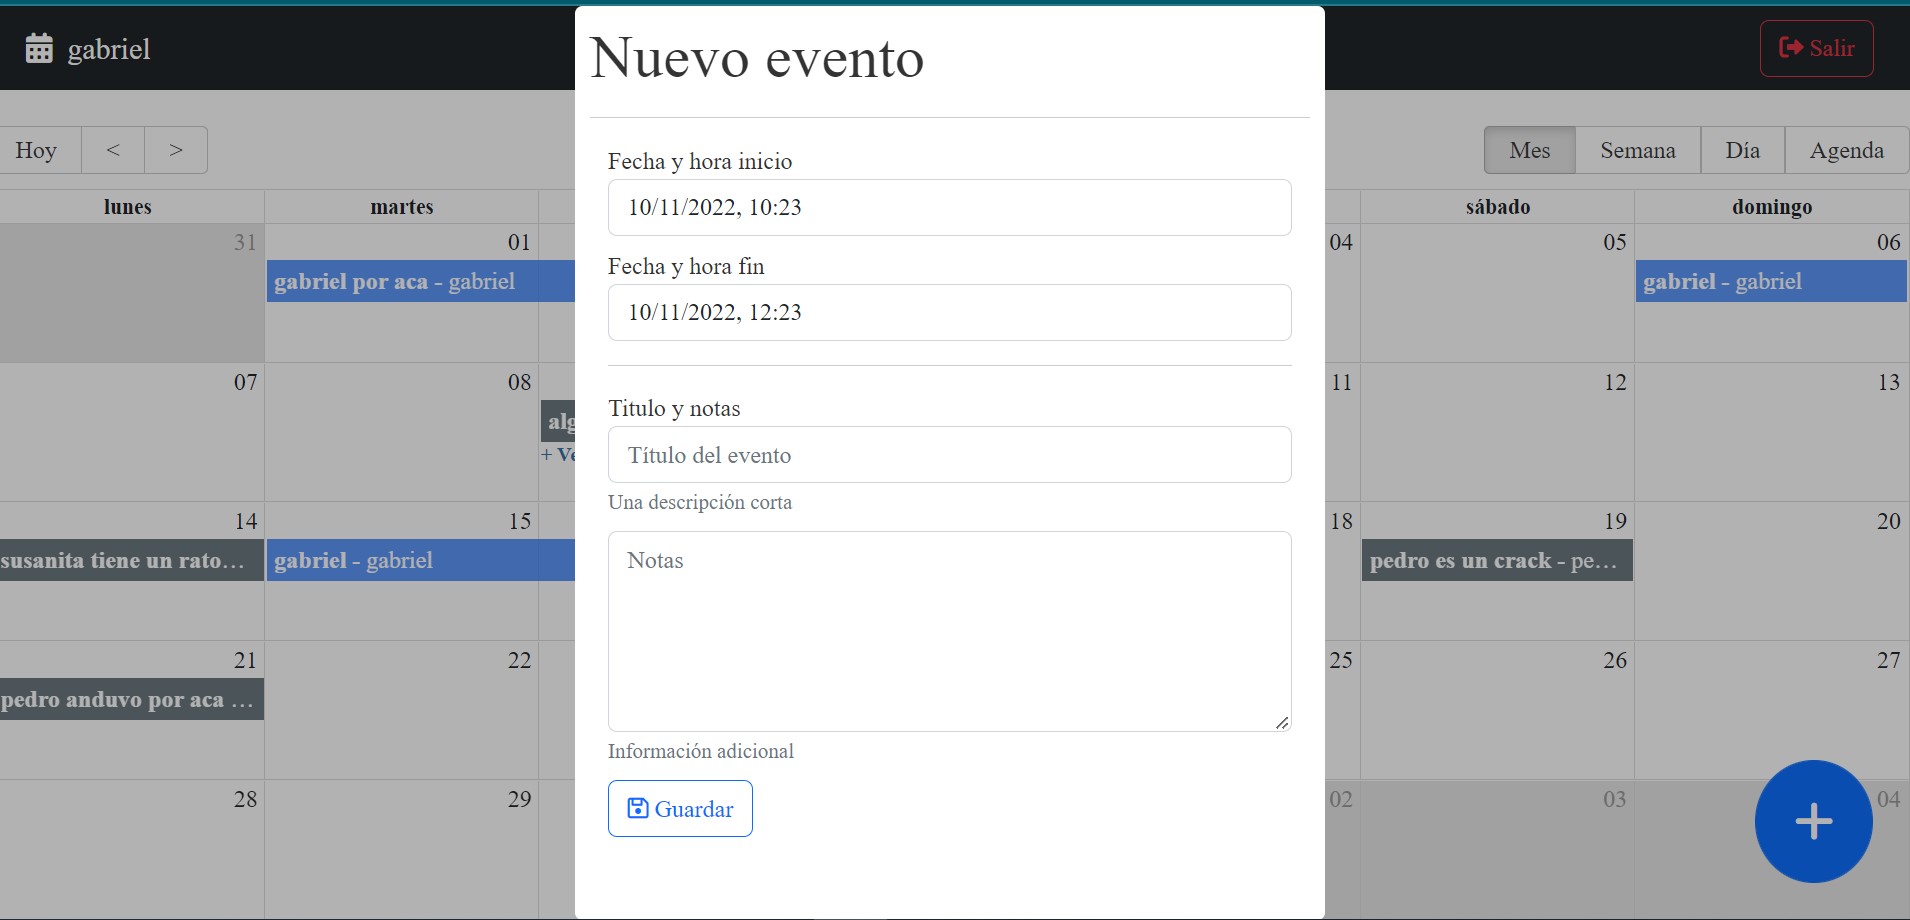 gabriel
Nuevo evento
Salir
Hoy < >
Mes Semana Día Agenda
Fecha y hora inicio
10/11/2022, 10:23
Fecha y hora fin
10/11/2022, 12:23
Titulo y notas
Título del evento
Una descripción corta
Notas
Información adicional
Guardar
lunes martes sábado domingo
31 01 04 05 06
gabriel por aca - gabriel
gabriel - gabriel
07 08 11 12 13
14 15 18 19 20
susanita tiene un rato…
gabriel - gabriel
pedro es un crack - pe…
21 22 25 26 27
pedro anduvo por aca …
28 29 02 03 04
+